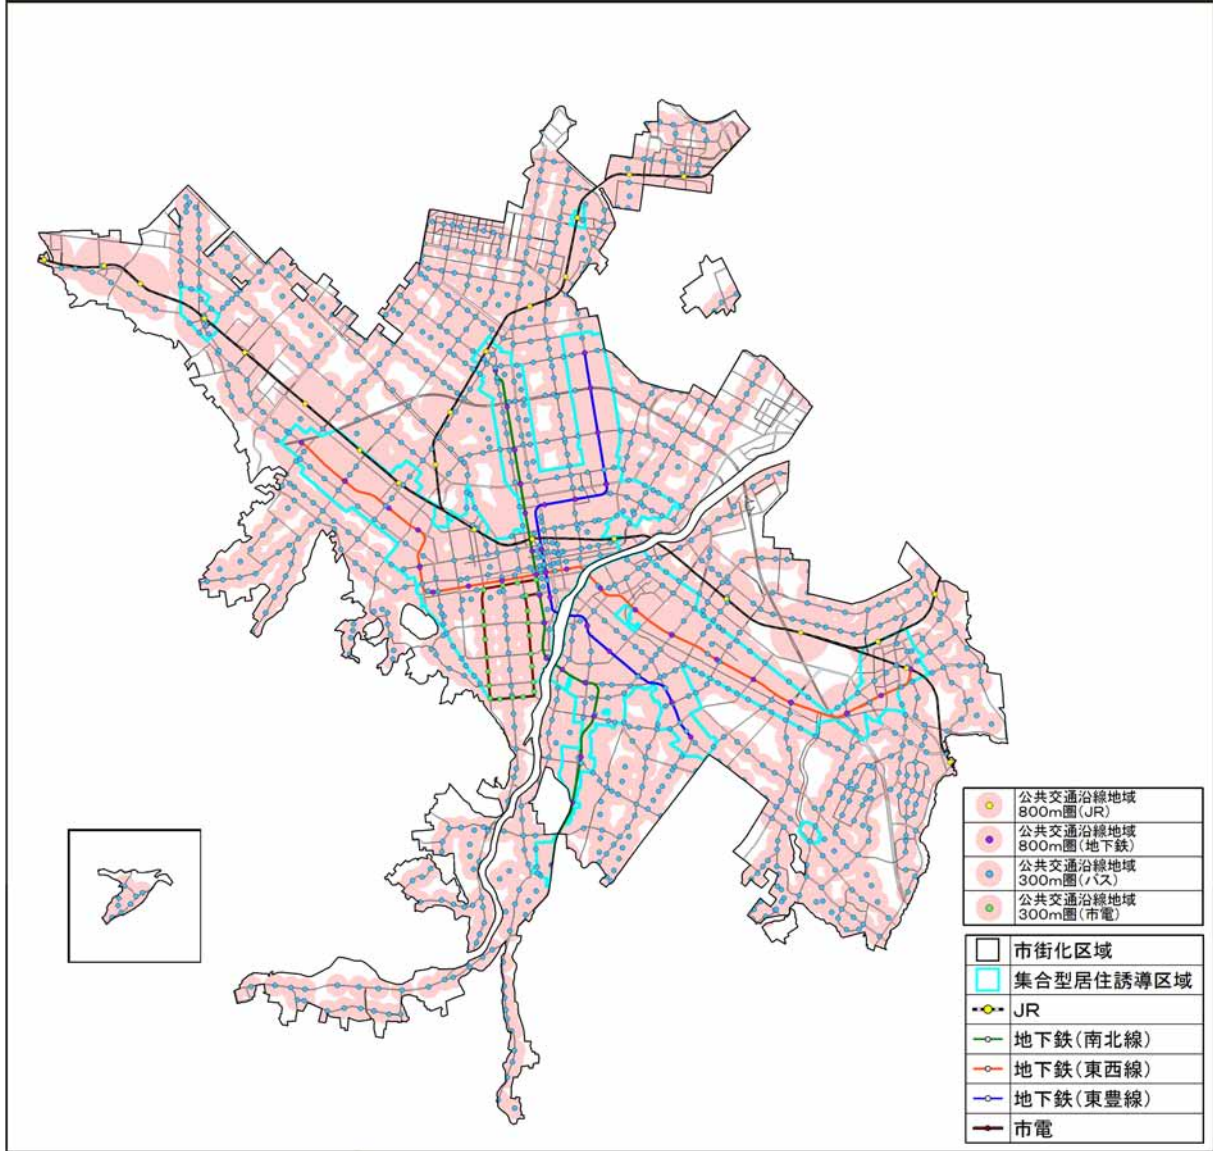 公共交通沿線地域
800m圏(JR)
公共交通沿線地域
800m圏(地下鉄)
公共交通沿線地域
300m圏(バス)
公共交通沿線地域
300m圏(市電)
市街化区域
集合型居住誘導区域
JR
地下鉄(南北線)
地下鉄(東西線)
地下鉄(東豊線)
市電